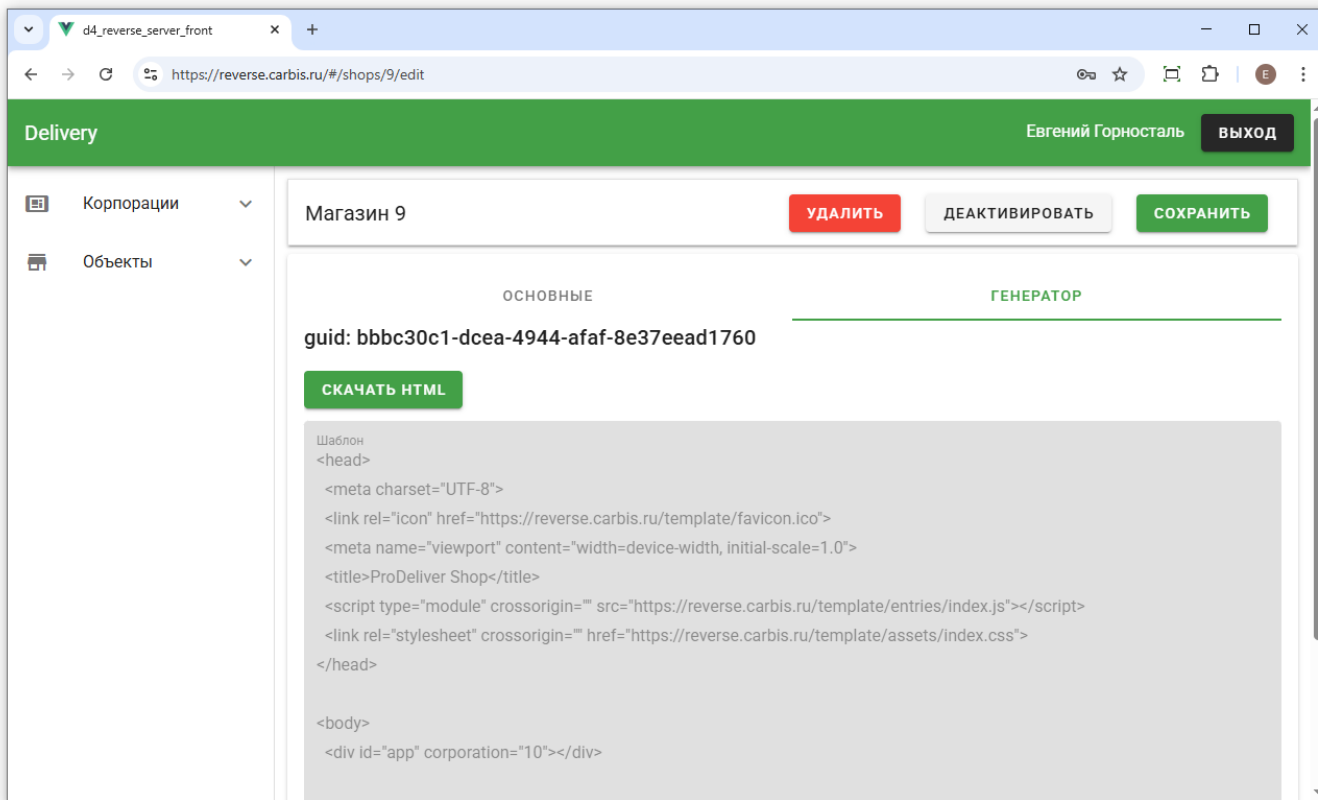 d4_reverse_server_front
https://reverse.carbis.ru/#/shops/9/edit
E
Delivery
Евгений Горносталь
ВЫХОД
Корпорации
Объекты
Магазин 9
УДАЛИТЬ
ДЕАКТИВИРОВАТЬ
СОХРАНИТЬ
ОСНОВНЫЕ
ГЕНЕРАТОР
guid: bbbc30c1-dcea-4944-afaf-8e37eead1760
СКАЧАТЬ HTML
Шаблон
<head>
<meta charset="UTF-8">
<link rel="icon" href="https://reverse.carbis.ru/template/favicon.ico">
<meta name="viewport" content="width=device-width, initial-scale=1.0">
<title>ProDeliver Shop</title>
<script type="module" crossorigin="" src="https://reverse.carbis.ru/template/entries/index.js"></script>
<link rel="stylesheet" crossorigin="" href="https://reverse.carbis.ru/template/assets/index.css">
</head>
<body>
<div id="app" corporation="10"></div>